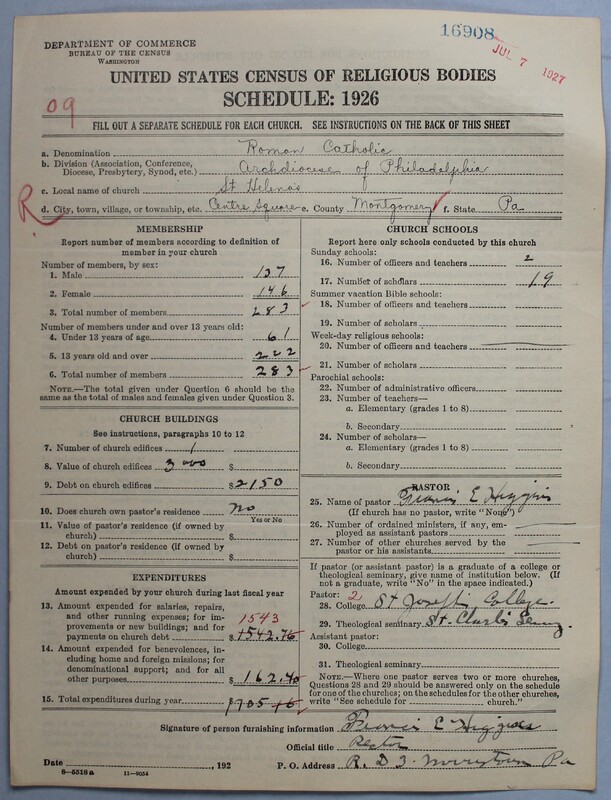 16908
JUL 7 1927
DEPARTMENT OF COMMERCE
BUREAU OF THE CENSUS
WASHINGTON
UNITED STATES CENSUS OF RELIGIOUS BODIES
SCHEDULE: 1926
09
FILL OUT A SEPARATE SCHEDULE FOR EACH CHURCH. SEE INSTRUCTIONS ON THE BACK OF THIS SHEET
a. Denomination Roman Catholic
b. Division (Association, Conference, Diocese, Presbytery, Synod, etc.) Archdiocese of Philadelphia
c. Local name of church St Helena's
R
d. City, town, village, or township, etc. Centre Square e. County Montgomery f. State Pa
MEMBERSHIP
Report number of members according to definition of
member in your church
Number of members, by sex:
1. Male 137
2. Female 146
3. Total number of members 283
Number of members under and over 13 years old:
4. Under 13 years of age 61
5. 13 years old and over 222
6. Total number of members 283
NOTE.—The total given under Question 6 should be
same as the total of males and females given under Question 3.
CHURCH BUILDINGS
See instructions, paragraphs 10 to 12
7. Number of church edifices 1
8. Value of church edifices 3000 $
9. Debt on church edifices $2150
10. Does church own pastor's residence No
Yes or No
11. Value of pastor's residence (if owned by
church) $
12. Debt on pastor's residence (if owned by
church) $
EXPENDITURES
Amount expended by your church during last fiscal year
13. Amount expended for salaries, repairs,
and other running expenses; for im-
provements or new buildings; and for
payments on church debt $ 1542.76
1543
14. Amount expended for benevolences, in-
cluding home and foreign missions; for
denominational support; and for all
other purposes $ 162.40
15. Total expenditures during year $1705.16
CHURCH SCHOOLS
Report here only schools conducted by this church
Sunday schools:
16. Number of officers and teachers 2
17. Number of scholars 19
Summer vacation Bible schools:
18. Number of officers and teachers
19. Number of scholars
Week-day religious schools:
20. Number of officers and teachers
21. Number of scholars
Parochial schools:
22. Number of administrative officers
23. Number of teachers—
a. Elementary (grades 1 to 8)
b. Secondary
24. Number of scholars—
a. Elementary (grades 1 to 8)
b. Secondary
PASTOR
25. Name of pastor Francis E Higgins
(If church has no pastor, write "None")
26. Number of ordained ministers, if any, em-
ployed as assistant pastors
27. Number of other churches served by the
pastor or his assistants
If pastor (or assistant pastor) is a graduate of a college or
theological seminary, give name of institution below. (If
not a graduate, write "No" in the space indicated.)
Pastor: 2
28. College St Josephs College
29. Theological seminary St. Charles Seminy
Assistant pastor:
30. College
31. Theological seminary
NOTE.—Where one pastor serves two or more churches,
Questions 28 and 29 should be answered only on the schedule
for one of the churches; on the schedules for the other churches,
write "See schedule for church."
Signature of person furnishing information Francis E Higgins
Official title Rector
Date , 192 P. O. Address R. D 3 Norristown Pa
8—5518a 11—9054